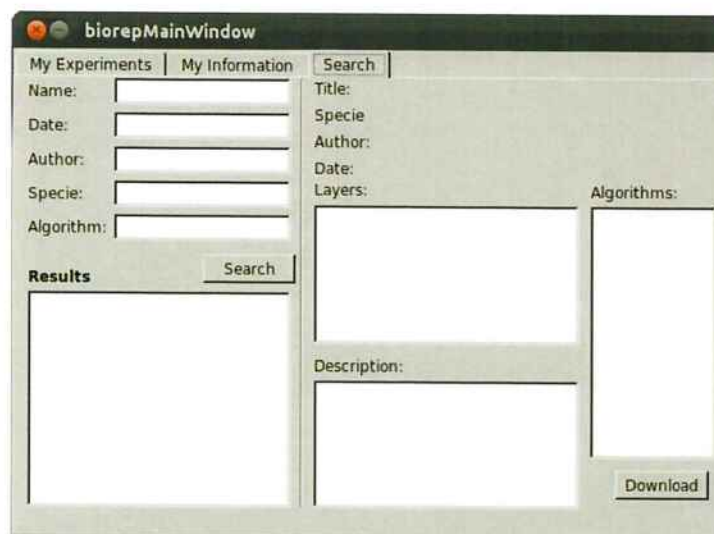 biorepMainWindow
My Experiments My Information Search
Name:
Date:
Author:
Specie:
Algorithm:
Search
Results
Title:
Specie
Author:
Date:
Layers:
Algorithms:
Description:
Download